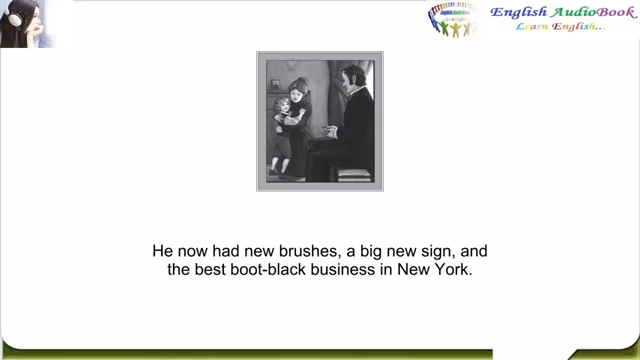 English AudioBook
Learn English...
He now had new brushes, a big new sign, and
the best boot-black business in New York.